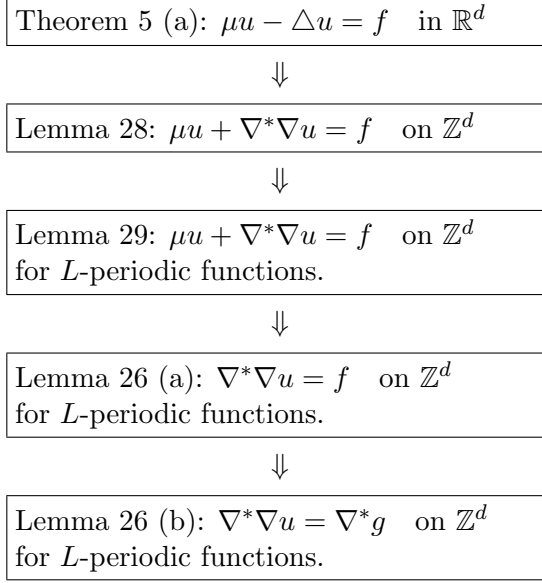 Theorem 5 (a): μu − △u = f in ℝ^d
⇓
Lemma 28: μu + ∇*∇u = f on ℤ^d
⇓
Lemma 29: μu + ∇*∇u = f on ℤ^d
for L-periodic functions.
⇓
Lemma 26 (a): ∇*∇u = f on ℤ^d
for L-periodic functions.
⇓
Lemma 26 (b): ∇*∇u = ∇*g on ℤ^d
for L-periodic functions.